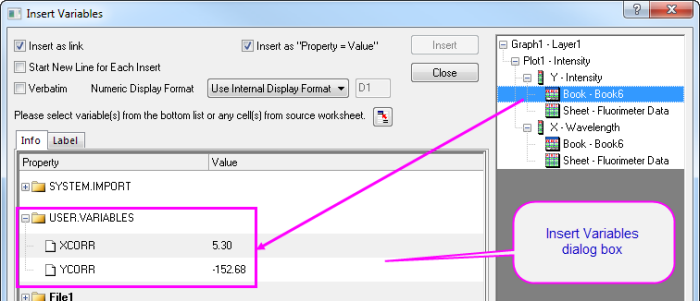 Insert Variables
Insert as link
Insert as "Property = Value"
Insert
Start New Line for Each Insert
Close
Verbatim
Numeric Display Format
Use Internal Display Format
D1
Please select variable(s) from the bottom list or any cell(s) from source worksheet.
Info
Label
Property
Value
SYSTEM.IMPORT
USER.VARIABLES
XCORR
5.30
YCORR
-152.68
File1
Graph1 - Layer1
Plot1 - Intensity
Y - Intensity
Book - Book6
Sheet - Fluorimeter Data
X - Wavelength
Book - Book6
Sheet - Fluorimeter Data
Insert Variables
dialog box